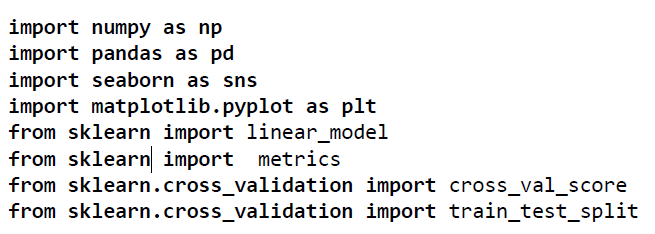 import numpy as np
import pandas as pd
import seaborn as sns
import matplotlib.pyplot as plt
from sklearn import linear_model
from sklearn import  metrics
from sklearn.cross_validation import cross_val_score
from sklearn.cross_validation import train_test_split